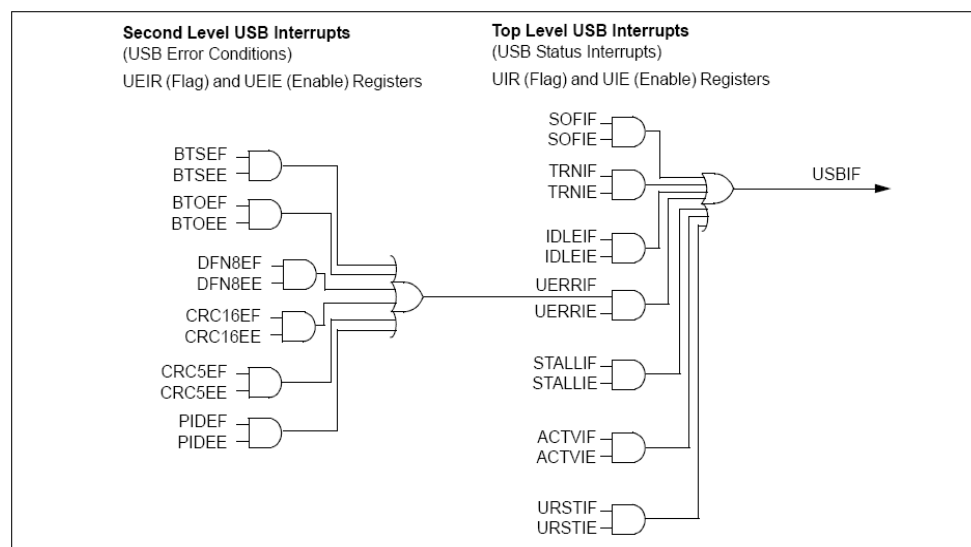 Second Level USB Interrupts
(USB Error Conditions)
UEIR (Flag) and UEIE (Enable) Registers
Top Level USB Interrupts
(USB Status Interrupts)
UIR (Flag) and UIE (Enable) Registers
BTSEF
BTSEE
BTOEF
BTOEE
DFN8EF
DFN8EE
CRC16EF
CRC16EE
CRC5EF
CRC5EE
PIDEF
PIDEE
SOFIF
SOFIE
TRNIF
TRNIE
IDLEIF
IDLEIE
UERRIF
UERRIE
STALLIF
STALLIE
ACTVIF
ACTVIE
URSTIF
URSTIE
USBIF